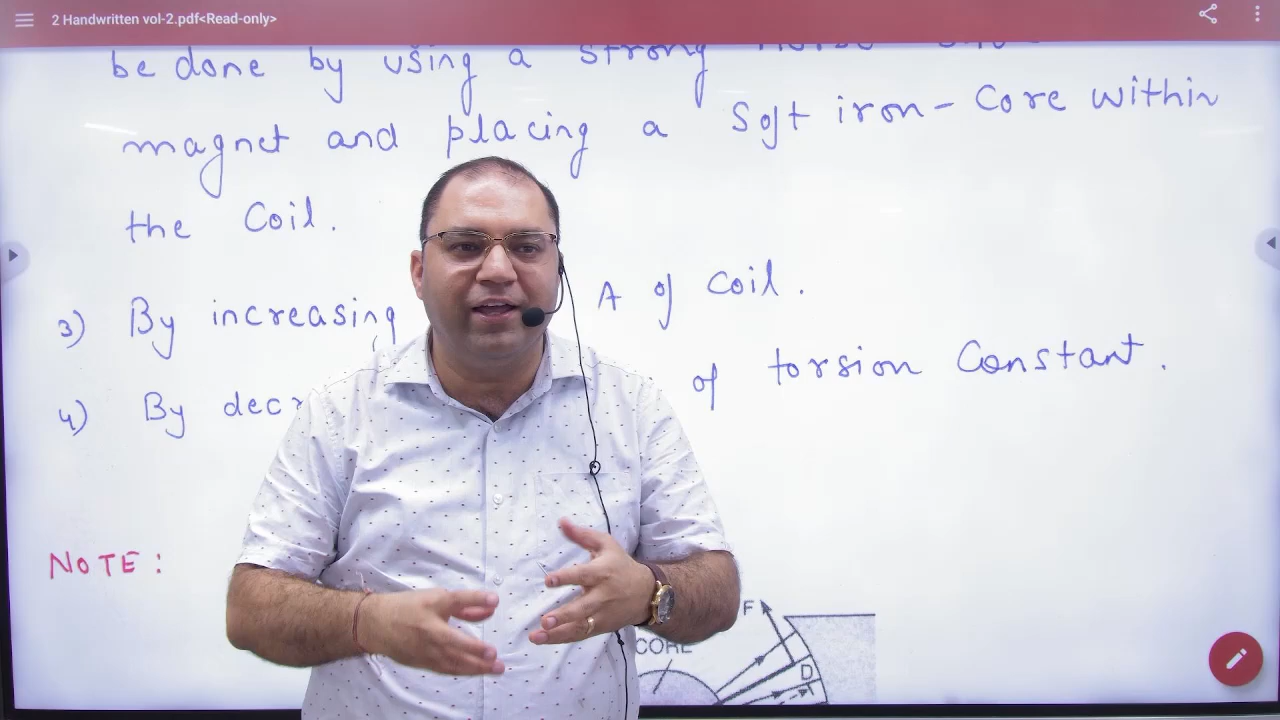 2 Handwritten vol-2.pdf<Read-only>
be done by using a strong
magnet and placing a Soft iron-Core within
the Coil.
3) By increasing A of Coil.
4) By of torsion Constant.
NOTE:
F
CORE
D